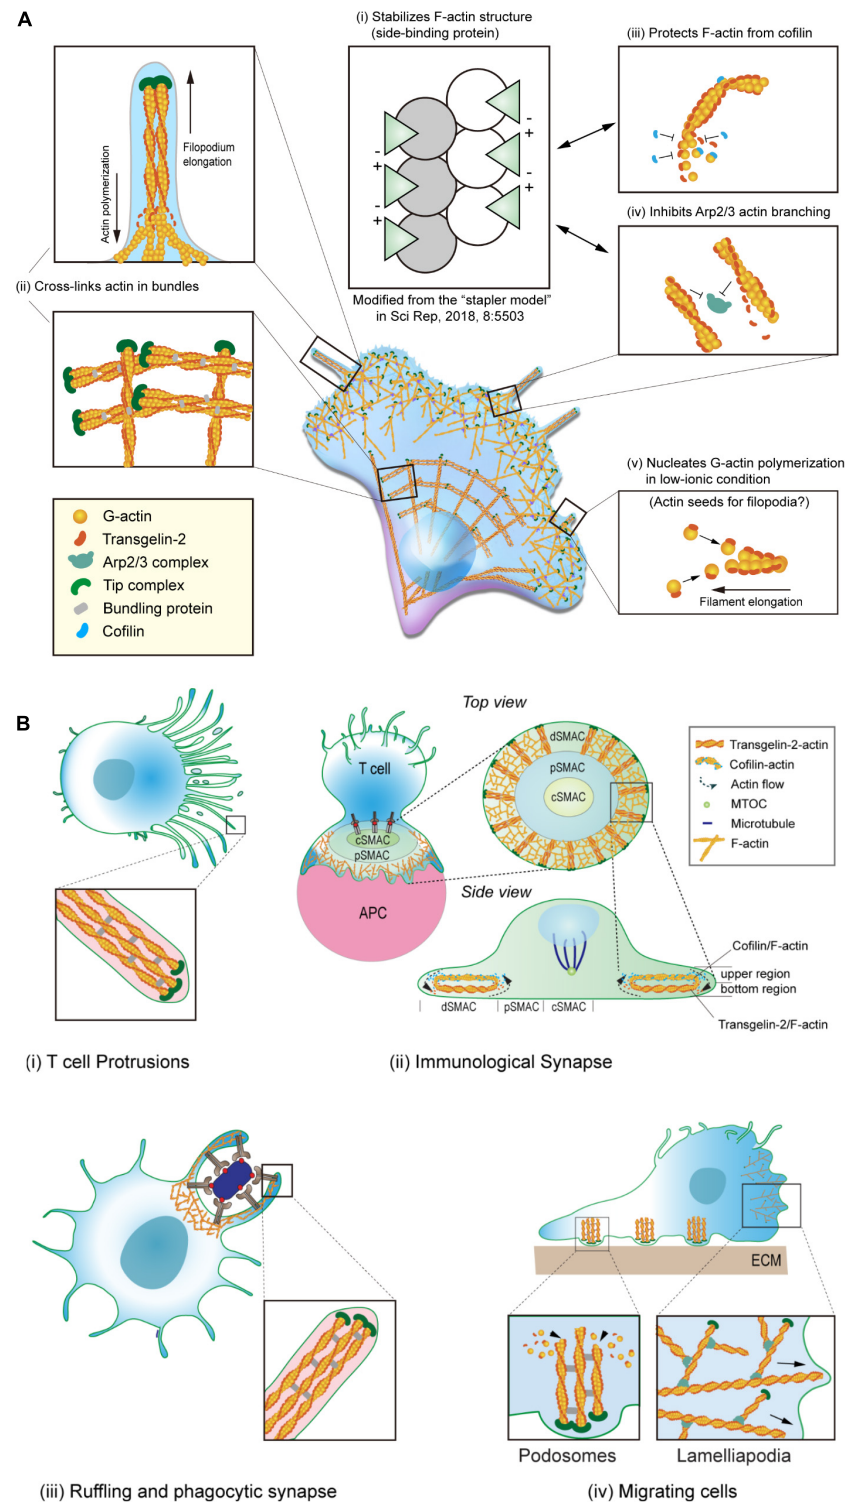 A
(i) Stabilizes F-actin structure
(side-binding protein)
(iii) Protects F-actin from cofilin
Filopodium
elongation
Actin polymerization
-
+
-
+
-
+
-
+
(iv) Inhibits Arp2/3 actin branching
(ii) Cross-links actin in bundles
Modified from the “stapler model”
in Sci Rep, 2018, 8:5503
(v) Nucleates G-actin polymerization
in low-ionic condition
(Actin seeds for filopodia?)
Filament elongation
G-actin
Transgelin-2
Arp2/3 complex
Tip complex
Bundling protein
Cofilin
B
Top view
T cell
cSMAC
pSMAC
APC
dSMAC
pSMAC
cSMAC
Transgelin-2-actin
Cofilin-actin
Actin flow
MTOC
Microtubule
F-actin
Side view
Cofilin/F-actin
upper region
bottom region
Transgelin-2/F-actin
dSMAC
pSMAC
cSMAC
(i) T cell Protrusions
(ii) Immunological Synapse
ECM
Podosomes
Lamelliapodia
(iii) Ruffling and phagocytic synapse
(iv) Migrating cells